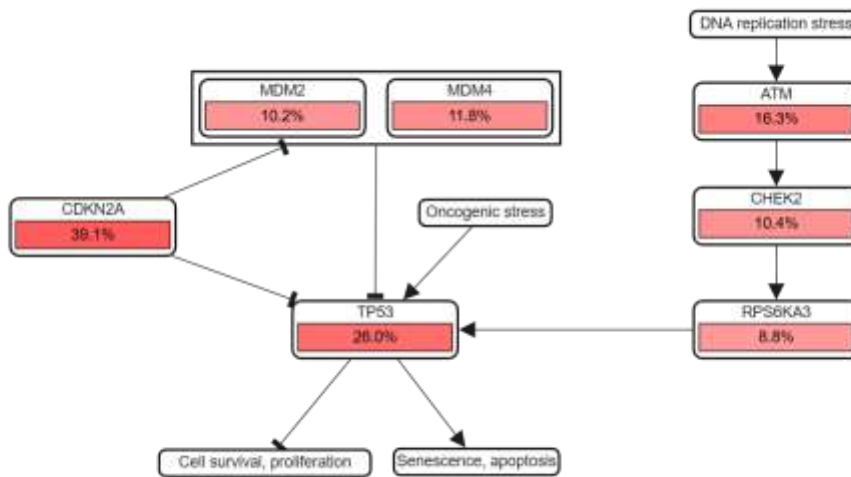 DNA replication stress
MDM2
MDM4
10.2%
11.8%
ATM
16.3%
CDKN2A
39.1%
Oncogenic stress
CHEK2
10.4%
TP53
26.0%
RPS6KA3
8.8%
Cell survival, proliferation
Senescence, apoptosis